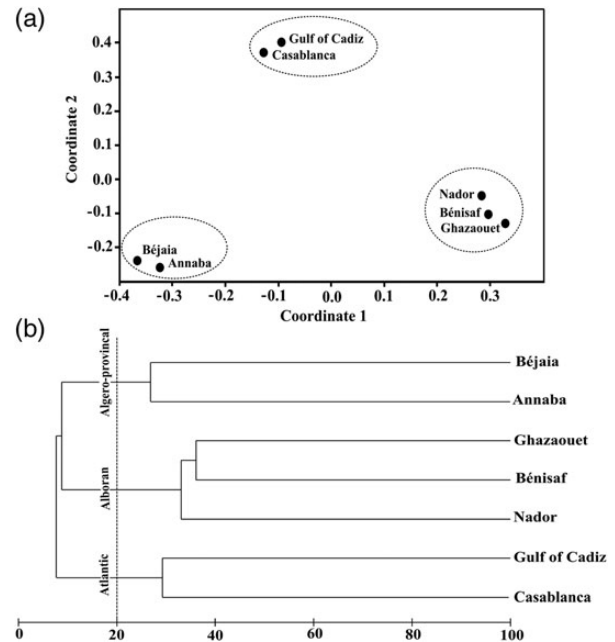 (a)
0.4
0.3
0.2
0.1
0.0
-0.1
-0.2
Coordinate 2
Gulf of Cadiz
Casablanca
Nador
Bénisaf
Ghazaouet
Béjaia
Annaba
-0.4 -0.3 -0.2 -0.1 0.0 0.1 0.2 0.3
Coordinate 1
(b)
Algero-provincal
Alboran
Atlantic
Béjaia
Annaba
Ghazaouet
Bénisaf
Nador
Gulf of Cadiz
Casablanca
0 20 40 60 80 100